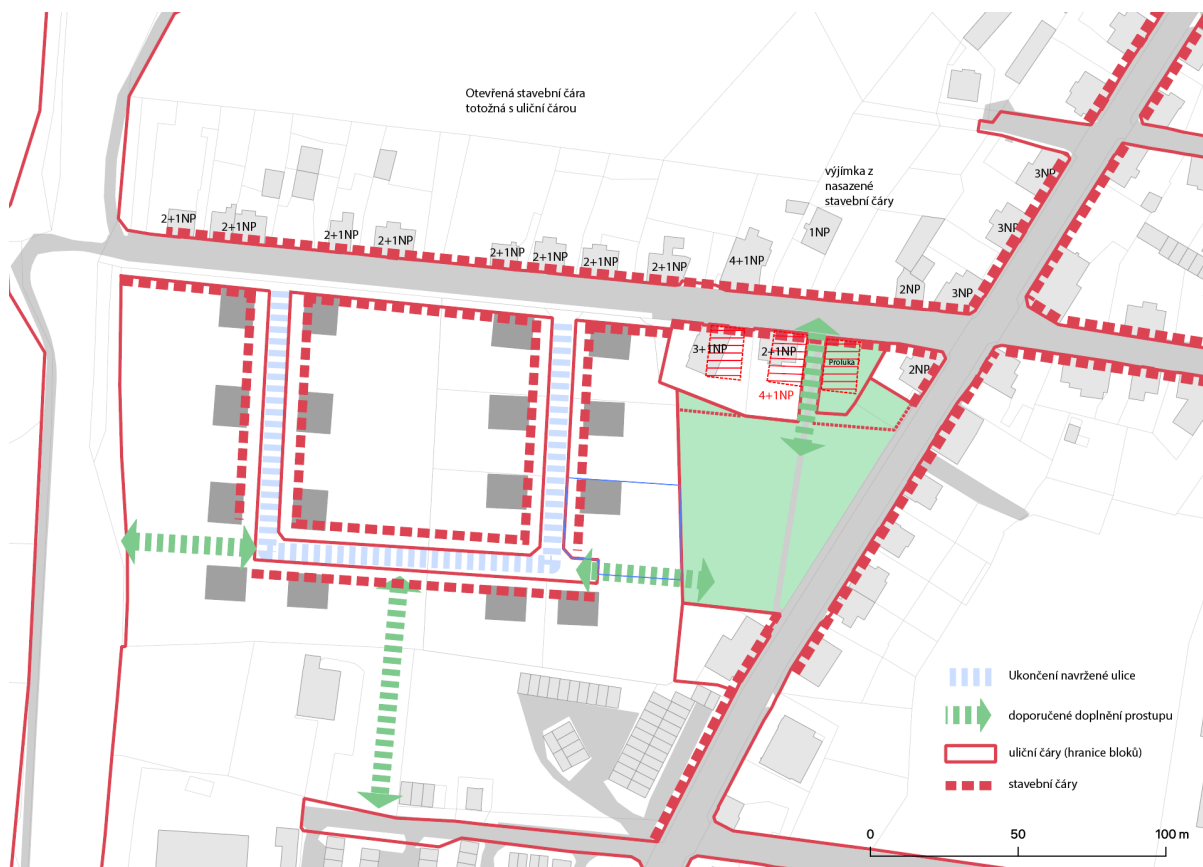 Otevřená stavební čára
totožná s uliční čárou
výjímka z
nasazené
stavební čáry
3NP
2+1NP
2+1NP
2+1NP
2+1NP
2+1NP
2+1NP
2+1NP
2+1NP
4+1NP
1NP
3NP
2NP
3NP
3+1NP
2+1NP
Proluka
2NP
4+1NP
Ukončení navržené ulice
doporučené doplnění prostupu
uliční čáry (hranice bloků)
stavební čáry
0 50 100 m